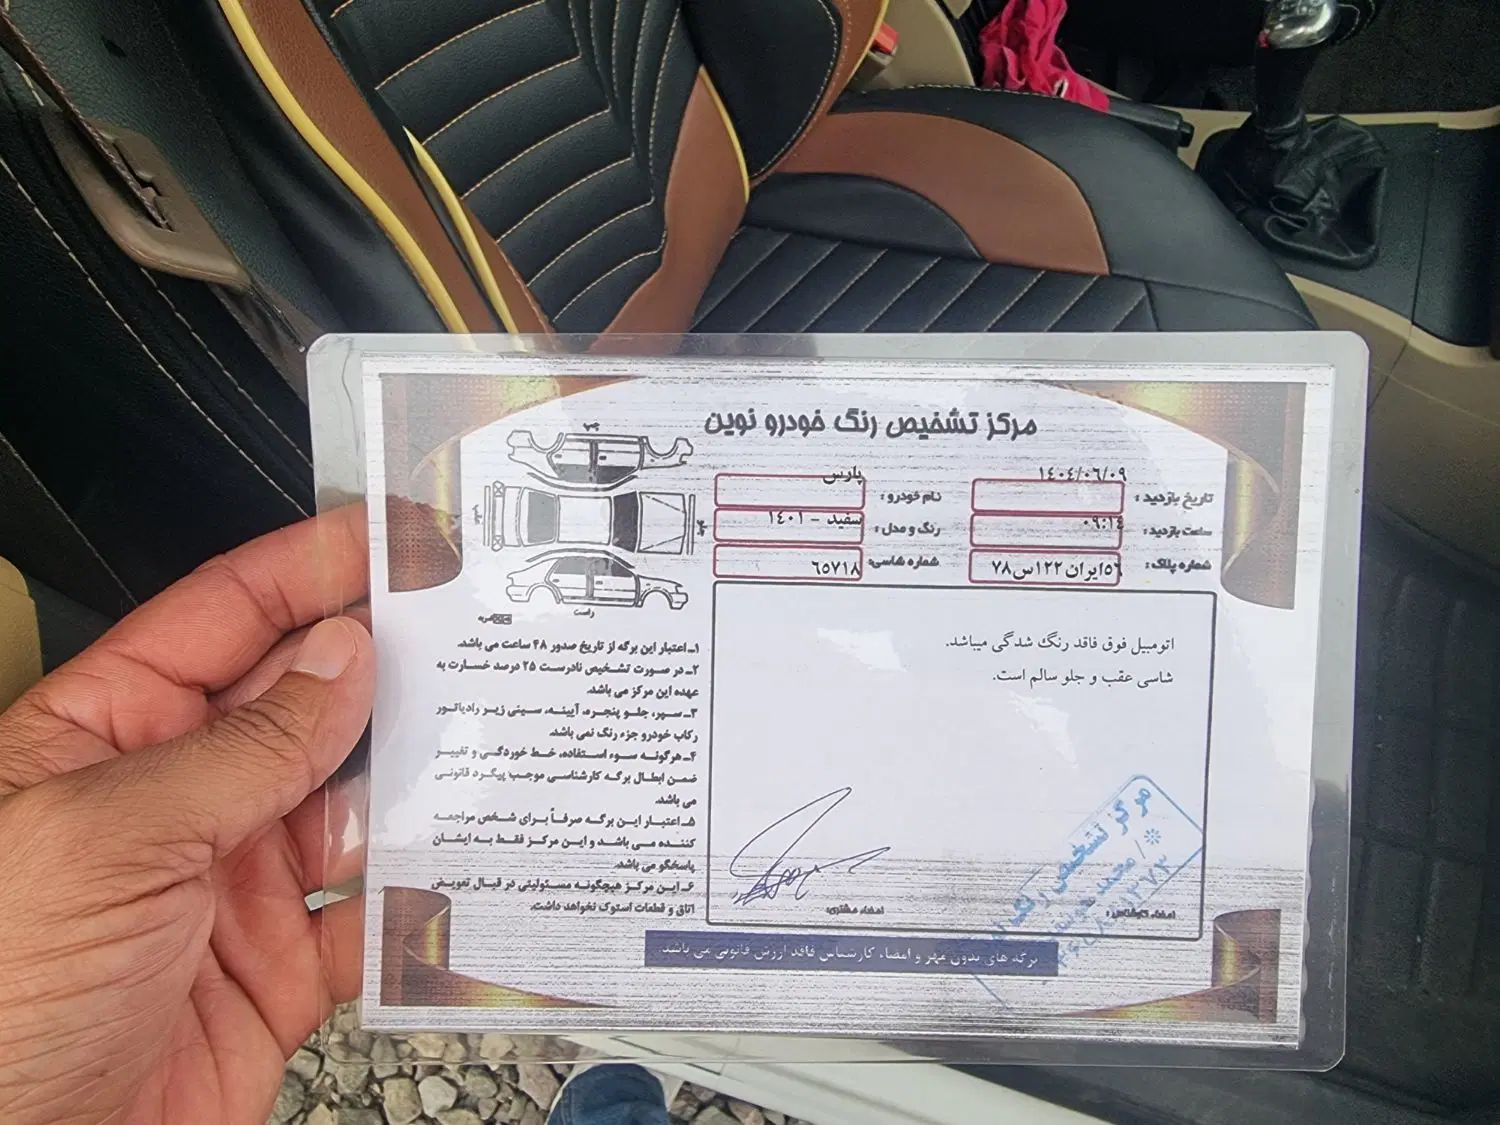 مرکز تشخیص رنگ خودرو نوین
تاریخ بازدید : ۱۴۰۴/۰۶/۰۹
نام خودرو : پارس
ساعت بازدید : ۰۹:۱۴
رنگ و مدل : سفید - ۱۴۰۱
شماره پلاک : ۵۶ایران۱۲۲س۷۸
شماره شاسی: ۶۵۷۱۸
چپ
راست
اتومبیل فوق فاقد رنگ شدگی میباشد.
شاسی عقب و جلو سالم است.
۱ـ اعتبار این برگه از تاریخ صدور ۴۸ ساعت می باشد.
۲ـ در صورت تشخیص نادرست ۲۵ درصد خسارت به
عهده این مرکز می باشد.
۳ـ سپر، جلو پنجره، آیینه، سینی زیر رادیاتور
رکاب خودرو جزء رنگ نمی باشد.
۴ـ هرگونه سوء استفاده، خط خوردگی و تغییر
ضمن ابطال برگه کارشناسی موجب پیگرد قانونی
می باشد.
۵ـ اعتبار این برگه صرفاً برای شخص مراجعه
کننده می باشد و این مرکز فقط به ایشان
پاسخگو می باشد.
۶ـ این مرکز هیچگونه مسئولیتی در قبال تعویض
اتاق و قطعات استوک نخواهد داشت.
امضاء کارشناس:
امضاء مشتری:
مرکز تشخیص رنگ
محمد
برگه های بدون مهر و امضاء کارشناس فاقد ارزش قانونی می باشد